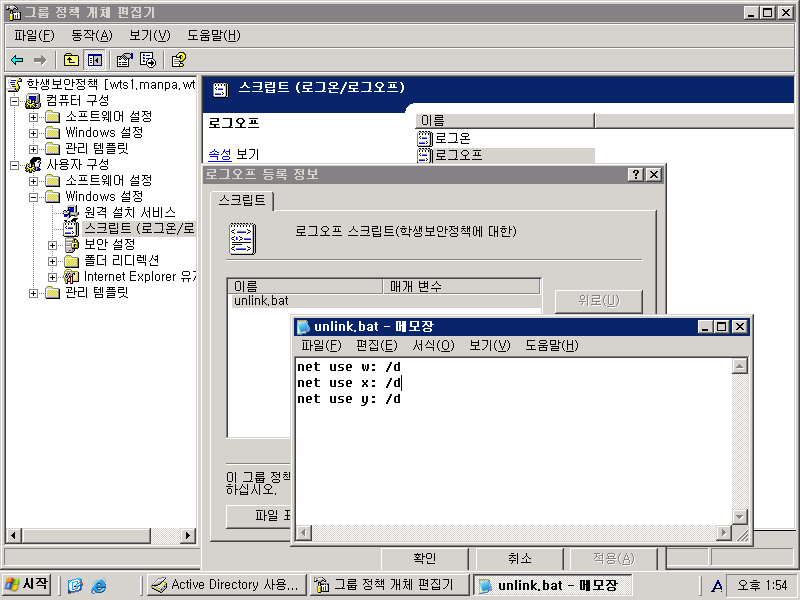 그룹 정책 개체 편집기
파일(F) 동작(A) 보기(V) 도움말(H)
학생보안정책 [wts1.manpa.wt
컴퓨터 구성
소프트웨어 설정
Windows 설정
관리 템플릿
사용자 구성
소프트웨어 설정
Windows 설정
원격 설치 서비스
스크립트 (로그온/로
보안 설정
폴더 리디렉션
Internet Explorer 유
관리 템플릿
스크립트 (로그온/로그오프)
로그오프
속성 보기
이름
로그온
로그오프
로그오프 등록 정보
스크립트
로그오프 스크립트(학생보안정책에 대한)
이름 매개 변수
unlink.bat
위로(U)
이 그룹 정책
하십시오.
파일 표
확인 취소 적용(A)
unlink.bat - 메모장
파일(F) 편집(E) 서식(O) 보기(V) 도움말(H)
net use w: /d
net use x: /d
net use y: /d
시작 Active Directory 사용... 그룹 정책 개체 편집기 unlink.bat - 메모장 A 오후 1:54